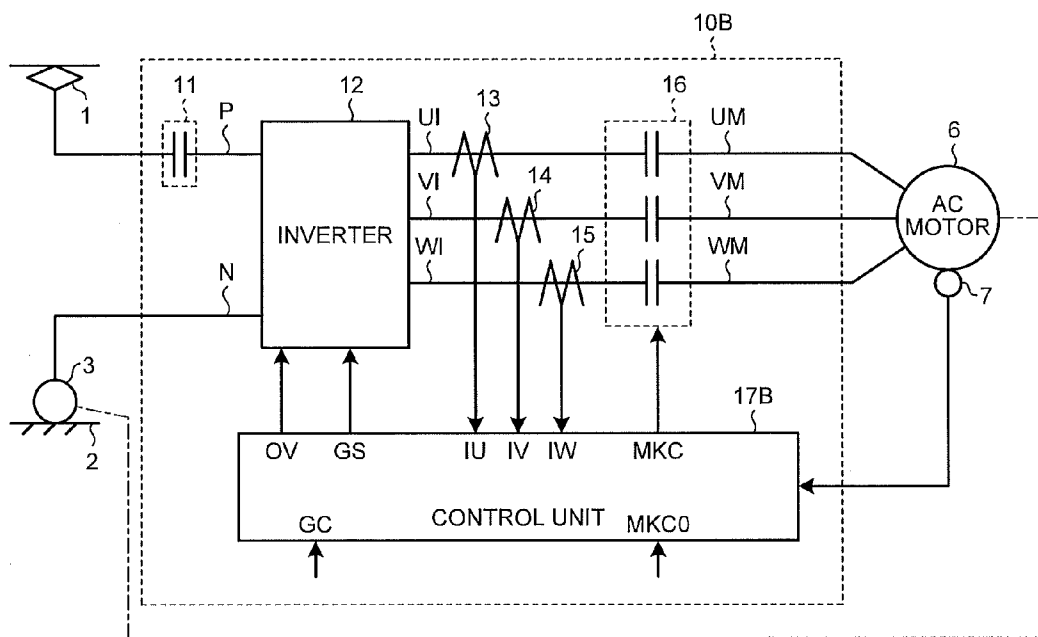 10B
1
11
P
12
UI
13
16
UM
6
VI
14
VM
AC
MOTOR
INVERTER
WI
15
WM
N
7
3
2
17B
OV GS IU IV IW MKC
CONTROL UNIT
GC MKC0